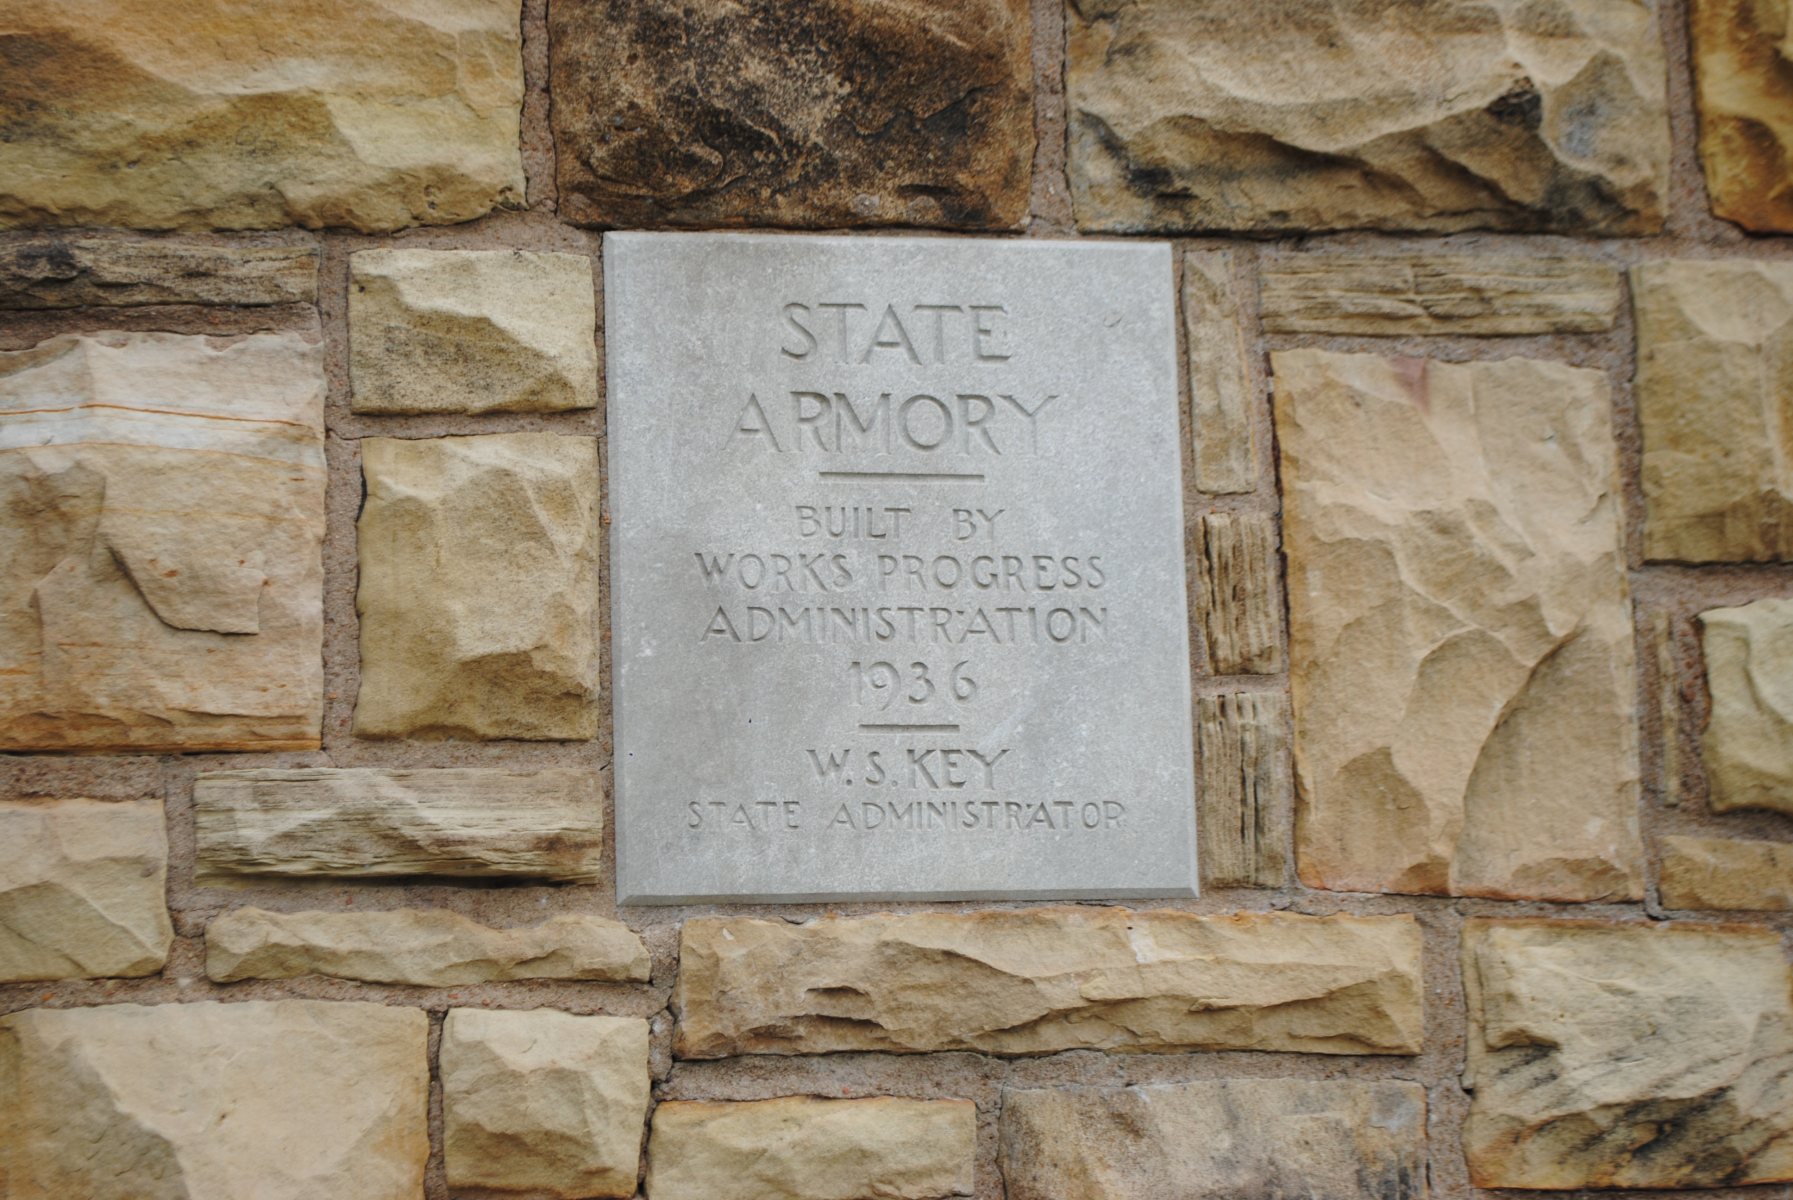 STATE
ARMORY
BUILT BY
WORKS PROGRESS
ADMINISTRATION
1936
W. S. KEY
STATE ADMINISTRATOR